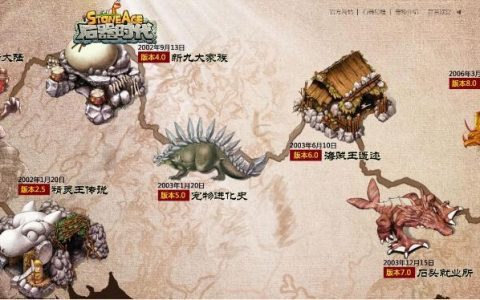 STONEAGE
石器时代
2002年9月13日
版本4.0 新九大家族
大陆
2006年3月
版本8.0
2003年6月10日
版本6.0 海贼王遗迹
2002年1月20日
版本2.5 精灵王传说
2003年1月20日
版本5.0 宠物进化史
2003年12月15日
版本7.0 石头就业所